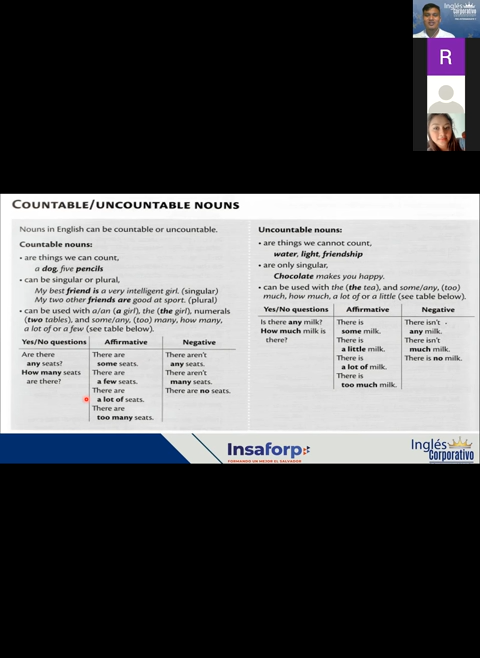 Inglés
Corporativo
R
COUNTABLE/UNCOUNTABLE NOUNS
Nouns in English can be countable or uncountable.
Countable nouns:
• are things we can count,
a dog, five pencils
• can be singular or plural,
My best friend is a very intelligent girl. (singular)
My two other friends are good at sport. (plural)
• can be used with a/an (a girl), the (the girl), numerals
(two tables), and some/any, (too) many, how many,
a lot of or a few (see table below).
Yes/No questions Affirmative Negative
Are there There are There aren't
any seats? some seats. any seats.
How many seats There are There aren't
are there? a few seats. many seats.
There are There are no seats.
a lot of seats.
There are
too many seats.
Uncountable nouns:
• are things we cannot count,
water, light, friendship
• are only singular,
Chocolate makes you happy.
• can be used with the (the tea), and some/any, (too)
much, how much, a lot of or a little (see table below).
Yes/No questions Affirmative Negative
Is there any milk? There is There isn't
How much milk is some milk. any milk.
there? There is There isn't
a little milk. much milk.
There is There is no milk.
a lot of milk.
There is
too much milk.
Insaforp
FORMANDO UN MEJOR EL SALVADOR
Inglés
Corporativo